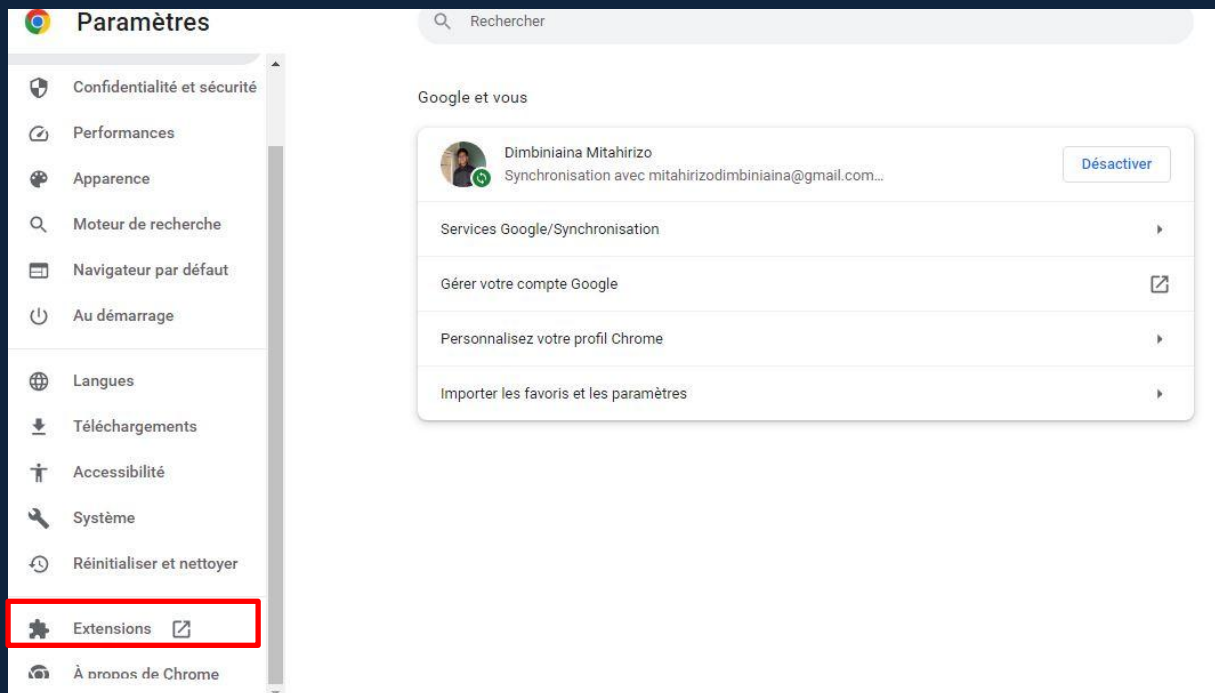 Paramètres
Rechercher
Confidentialité et sécurité
Performances
Apparence
Moteur de recherche
Navigateur par défaut
Au démarrage
Langues
Téléchargements
Accessibilité
Système
Réinitialiser et nettoyer
Extensions
À propos de Chrome
Google et vous
Dimbiniaina Mitahirizo
Synchronisation avec mitahirizodimbiniaina@gmail.com...
Désactiver
Services Google/Synchronisation
Gérer votre compte Google
Personnalisez votre profil Chrome
Importer les favoris et les paramètres